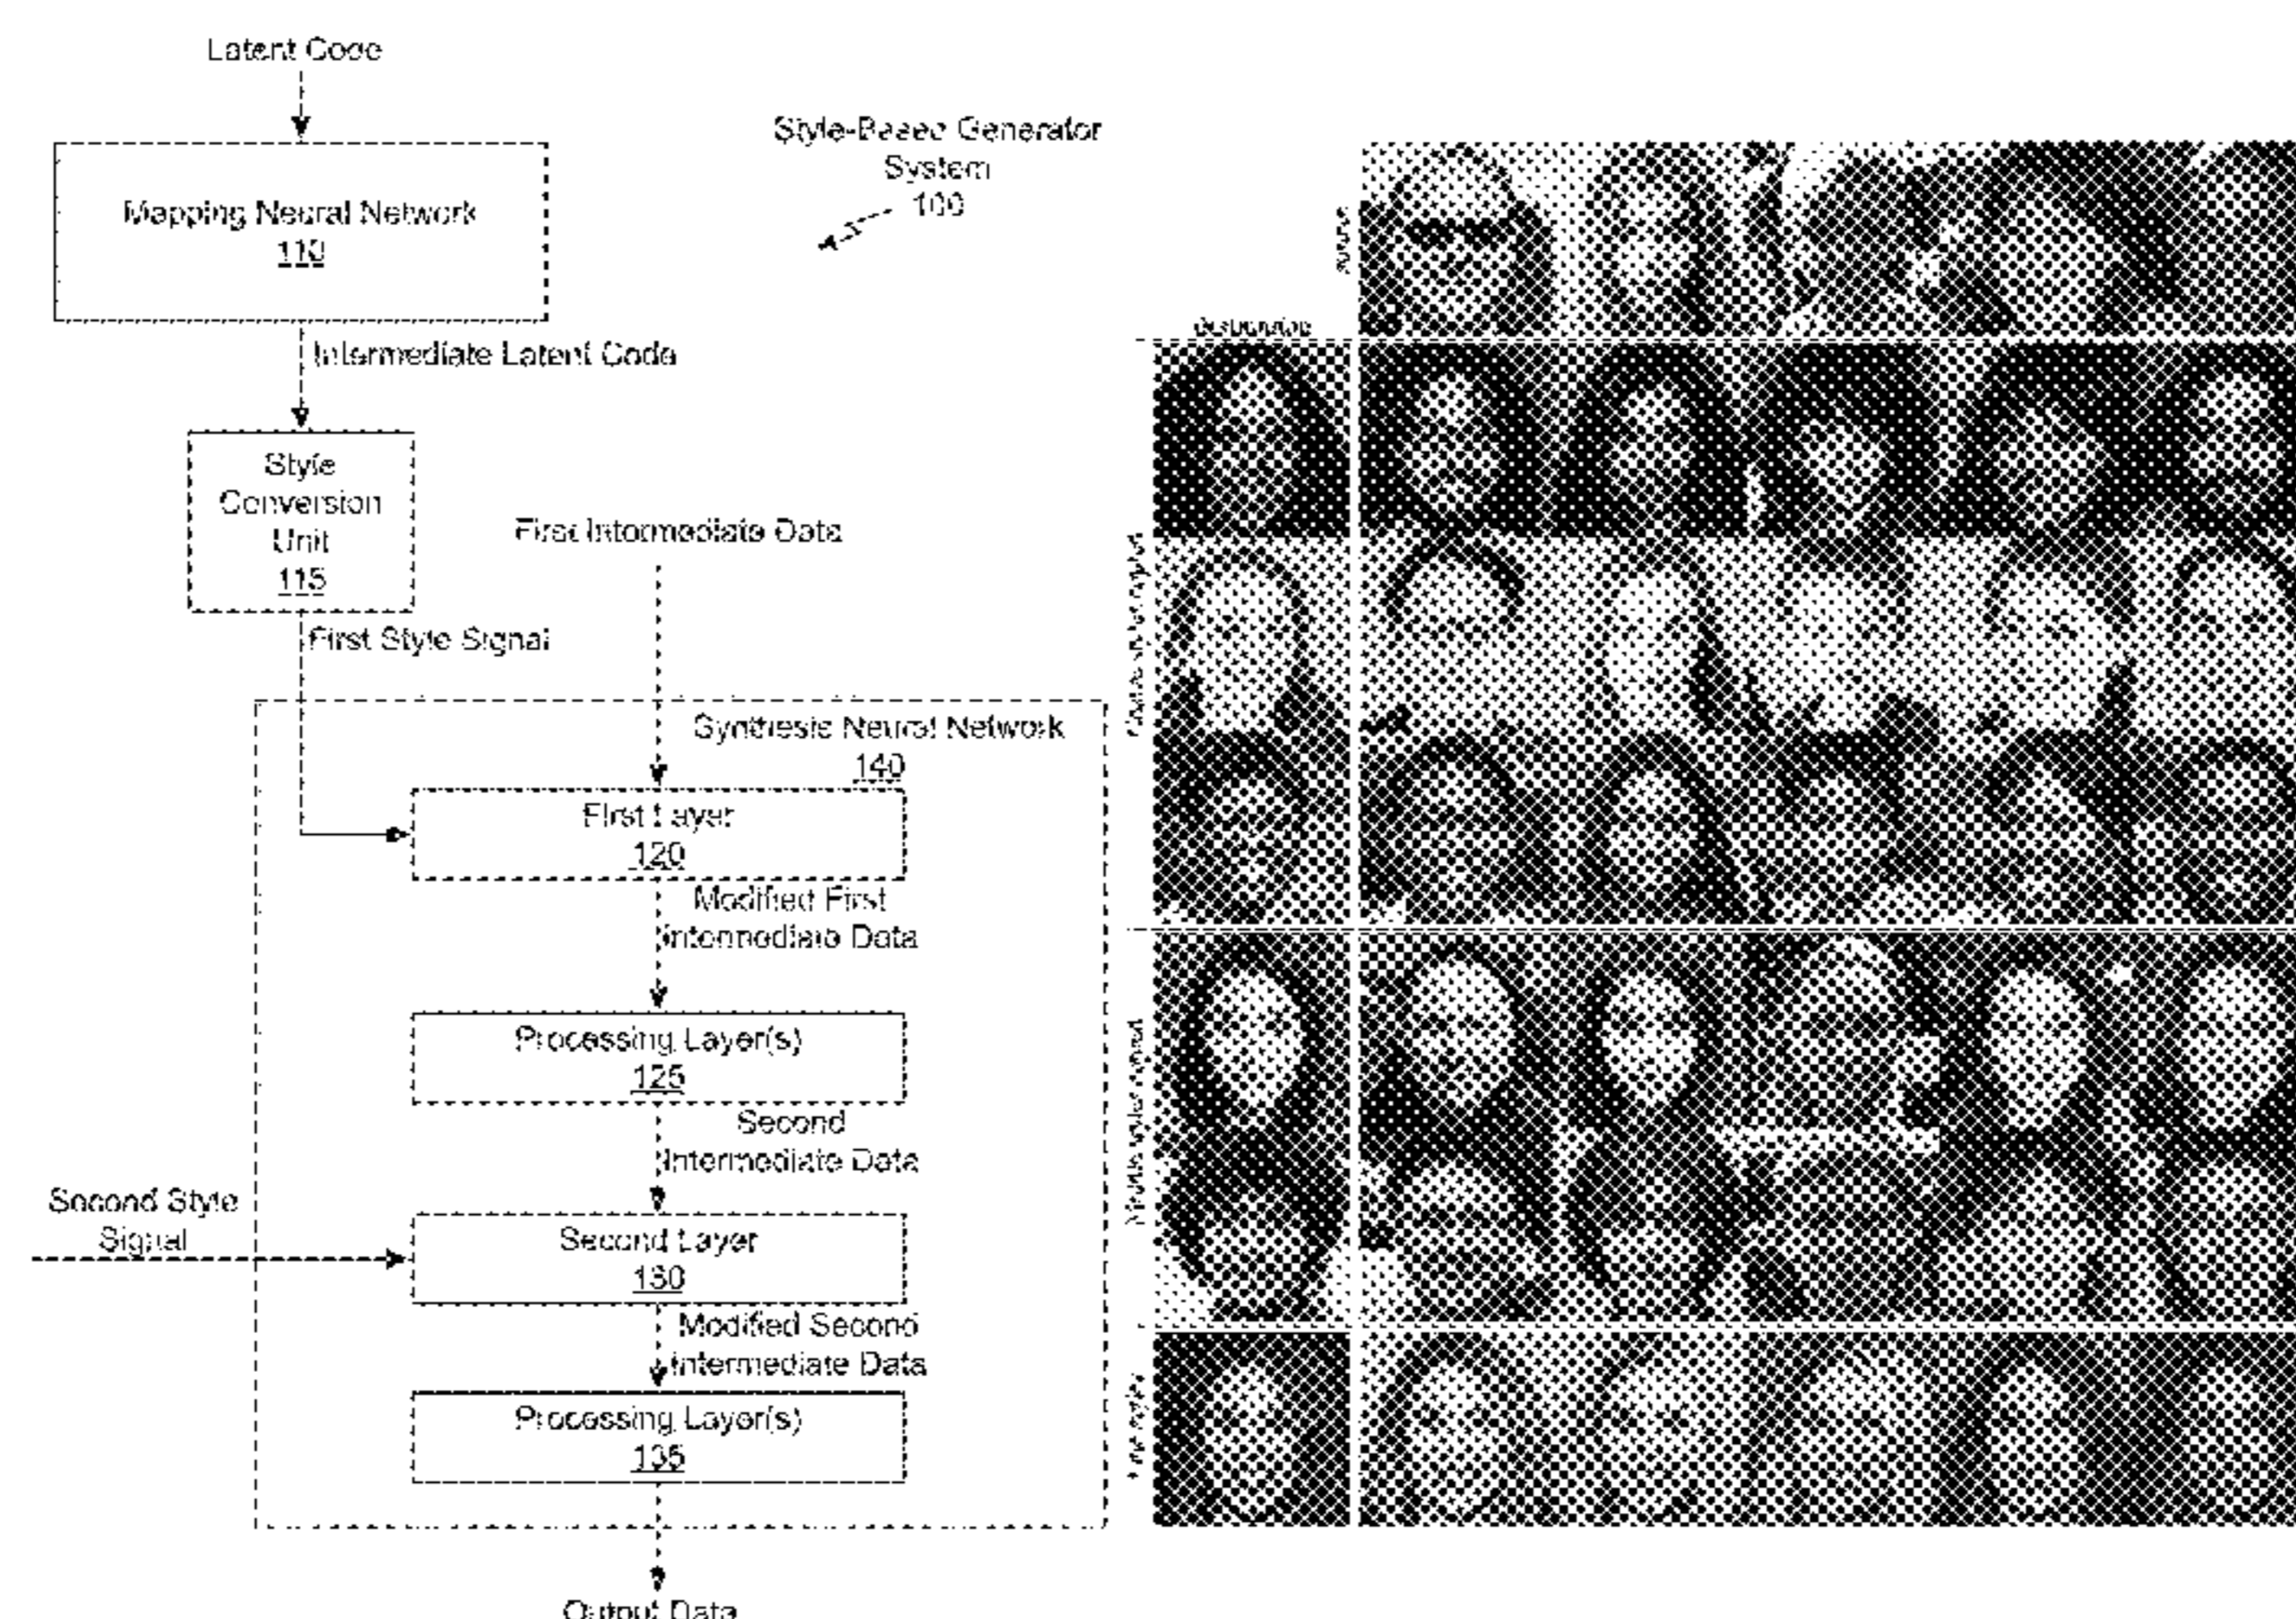 Latent Code
Style-Based Generator
System
100
Mapping Neural Network
110
Intermediate Latent Code
Style
Conversion
Unit
115
First Intermediate Data
First Style Signal
Synthesis Neural Network
140
First Layer
120
Modified First
Intermediate Data
Processing Layer(s)
125
Second
Intermediate Data
Second Style
Signal
Second Layer
130
Modified Second
Intermediate Data
Processing Layer(s)
135
Output Data
source
destination